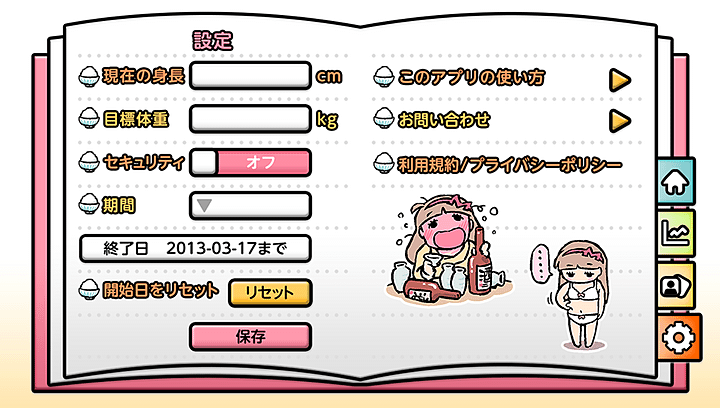 設定
現在の身長 cm
目標体重 kg
セキュリティ オフ
期間
終了日 2013-03-17まで
開始日をリセット リセット
保存
このアプリの使い方
お問い合わせ
利用規約/プライバシーポリシー